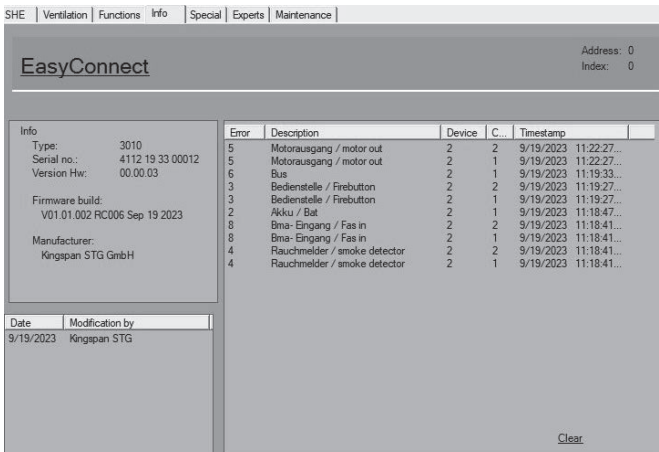 SHE Ventilation Functions Info Special Experts Maintenance
EasyConnect
Address: 0
Index: 0
Info
Type: 3010
Serial no.: 4112 19 33 00012
Version Hw: 00.00.03
Firmware build:
V01.01.002 RC006 Sep 19 2023
Manufacturer:
Kingspan STG GmbH
Error Description Device C... Timestamp
5 Motorausgang / motor out 2 2 9/19/2023 11:22:27...
5 Motorausgang / motor out 2 1 9/19/2023 11:22:27...
6 Bus 2 1 9/19/2023 11:19:33...
3 Bedienstelle / Firebutton 2 2 9/19/2023 11:19:27...
3 Bedienstelle / Firebutton 2 1 9/19/2023 11:19:27...
2 Akku / Bat 2 1 9/19/2023 11:18:47...
8 Bma- Eingang / Fas in 2 2 9/19/2023 11:18:41...
8 Bma- Eingang / Fas in 2 1 9/19/2023 11:18:41...
4 Rauchmelder / smoke detector 2 2 9/19/2023 11:18:41...
4 Rauchmelder / smoke detector 2 1 9/19/2023 11:18:41...
Date Modification by
9/19/2023 Kingspan STG
Clear